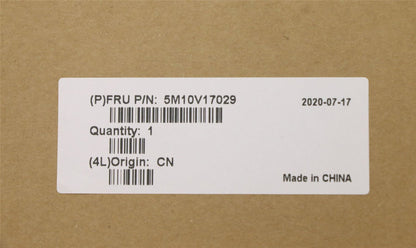 (P)FRU P/N: 5M10V17029
2020-07-17
Quantity: 1
(4L)Origin: CN
Made in CHINA